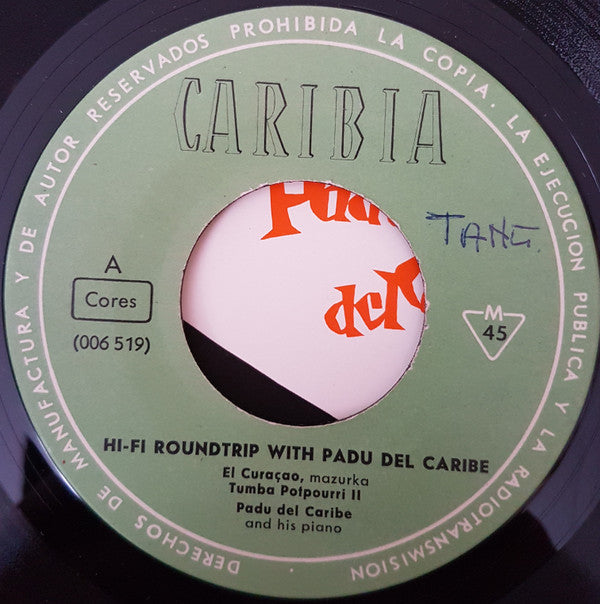 DERECHOS DE MANUFACTURA Y DE AUTOR RESERVADOS PROHIBIDA LA COPIA. LA EJECUCION PUBLICA Y LA RADIOTRANSMISION
CARIBIA
TANG.
A
Cores
(006 519)
M
45
HI-FI ROUNDTRIP WITH PADU DEL CARIBE
El Curaçao, mazurka
Tumba Potpourri II
Padu del Caribe
and his piano
del